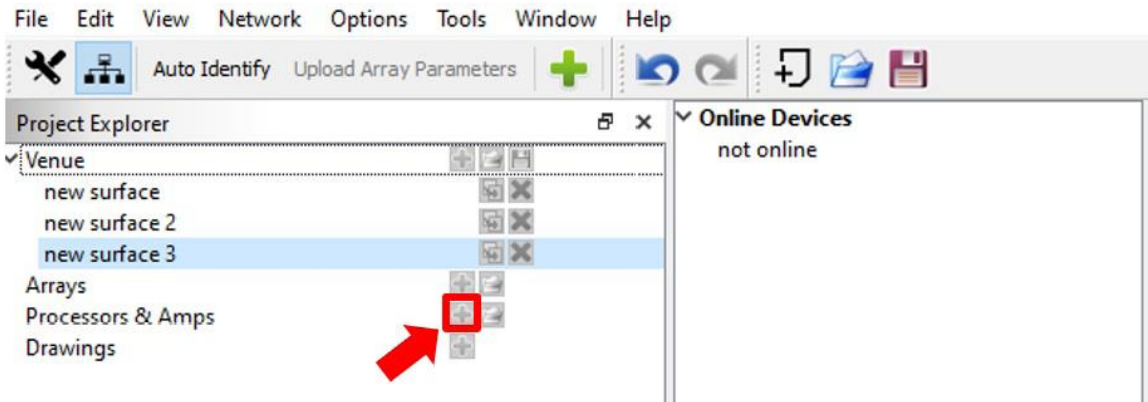 File Edit View Network Options Tools Window Help
Auto Identify Upload Array Parameters
Project Explorer
Venue
new surface
new surface 2
new surface 3
Arrays
Processors & Amps
Drawings
Online Devices
not online